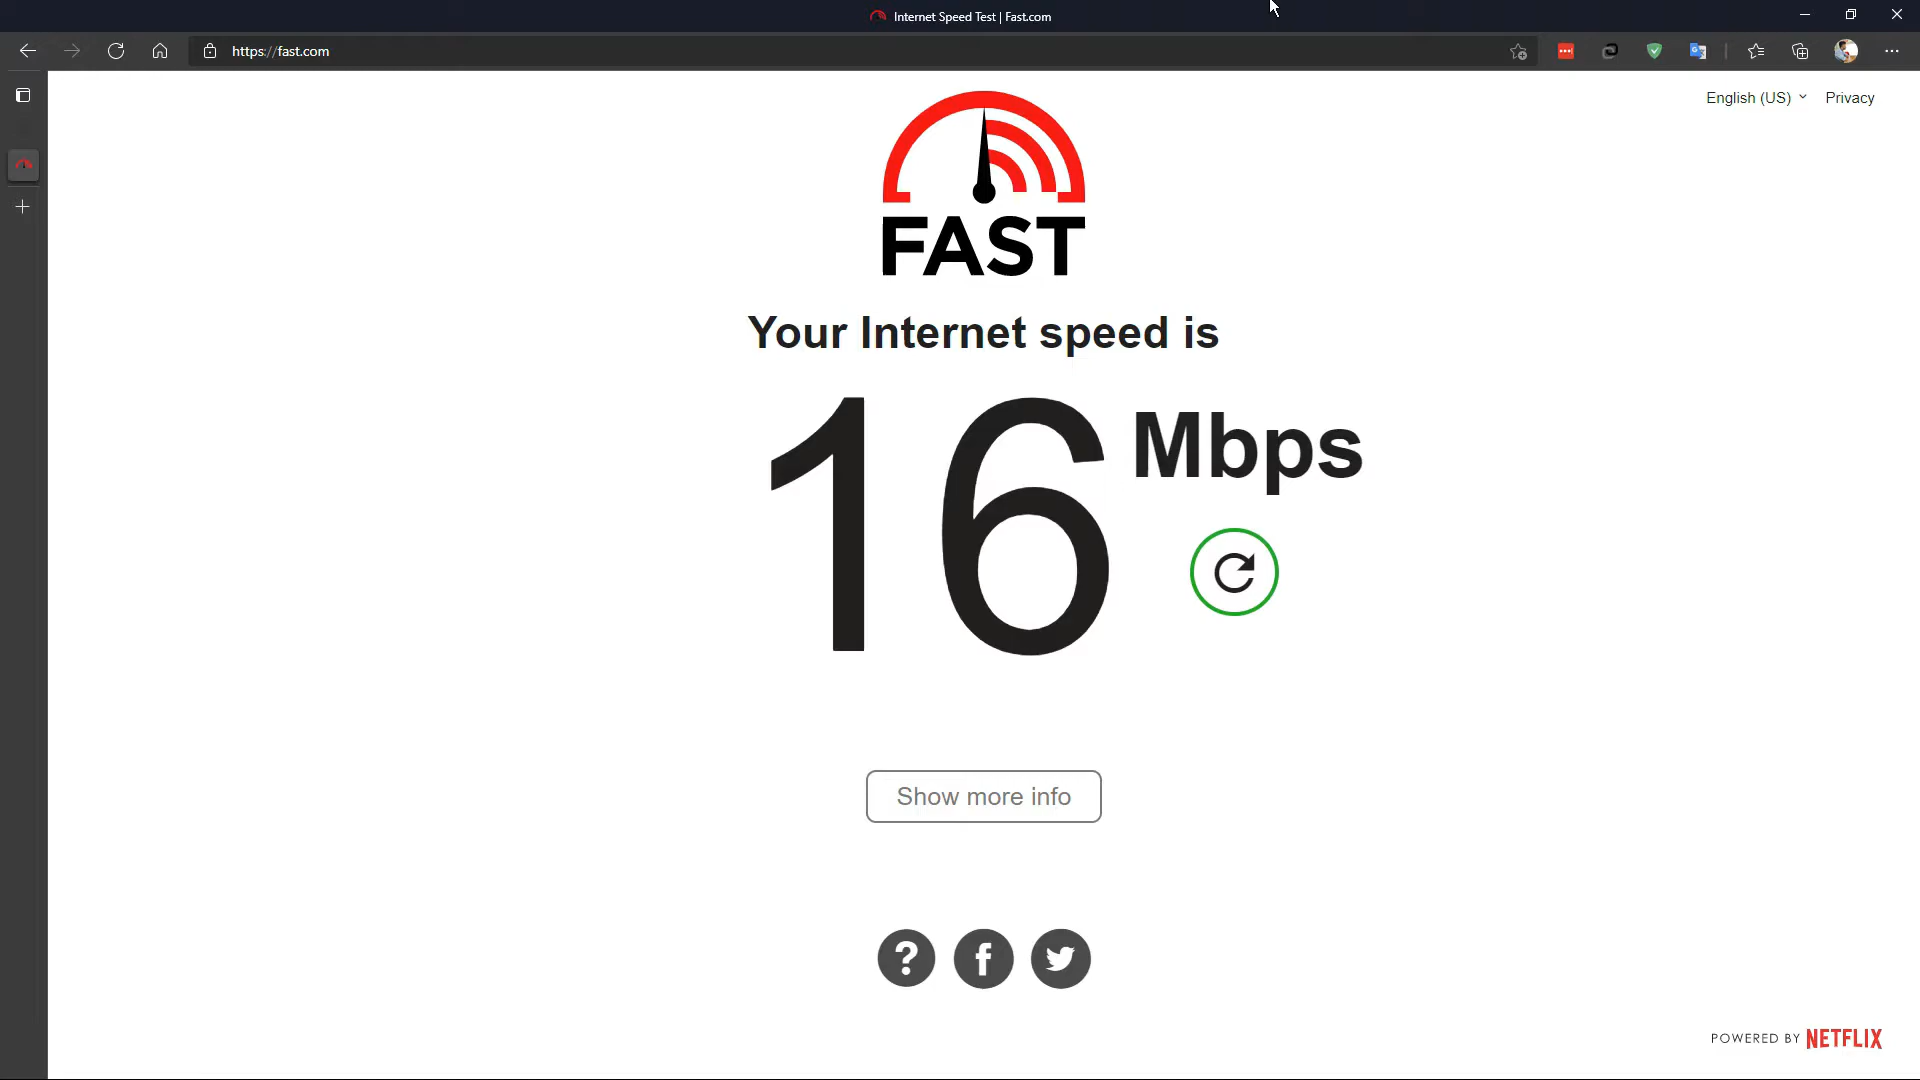 Internet Speed Test | Fast.com
https://fast.com
English (US)
Privacy
FAST
Your Internet speed is
16 Mbps
Show more info
?
f
POWERED BY NETFLIX